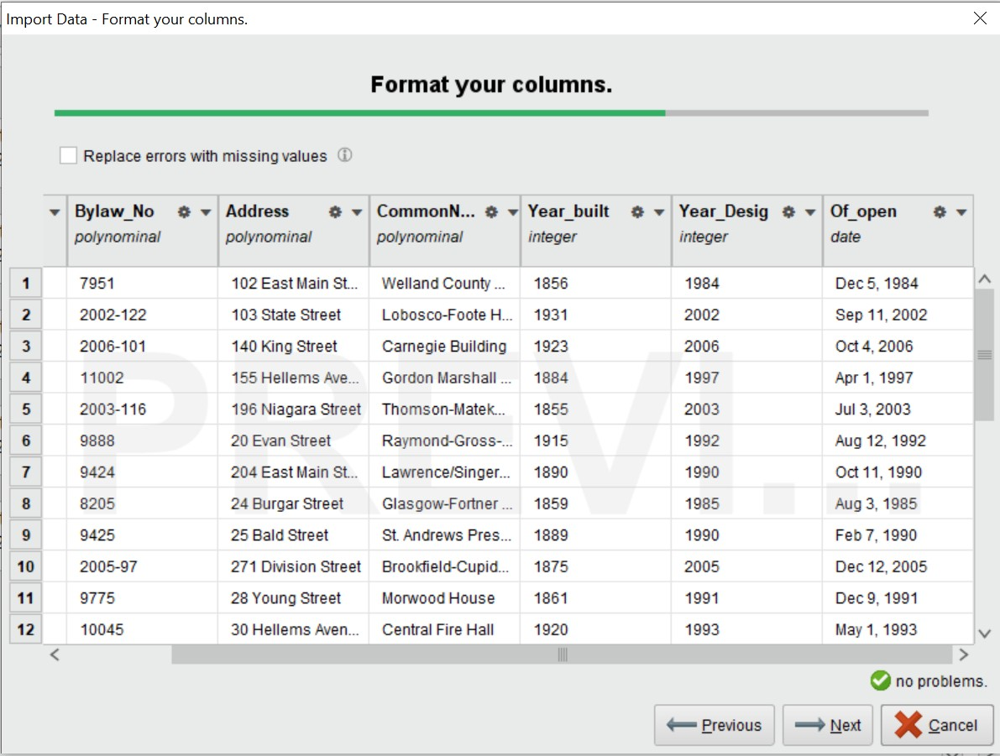 Import Data - Format your columns.
Format your columns.
Replace errors with missing values
Bylaw_No Address CommonN... Year_built Year_Desig Of_open
polynominal polynominal polynominal integer integer date
1 7951 102 East Main St... Welland County ... 1856 1984 Dec 5, 1984
2 2002-122 103 State Street Lobosco-Foote H... 1931 2002 Sep 11, 2002
3 2006-101 140 King Street Carnegie Building 1923 2006 Oct 4, 2006
4 11002 155 Hellems Ave... Gordon Marshall ... 1884 1997 Apr 1, 1997
5 2003-116 196 Niagara Street Thomson-Matek... 1855 2003 Jul 3, 2003
6 9888 20 Evan Street Raymond-Gross-... 1915 1992 Aug 12, 1992
7 9424 204 East Main St... Lawrence/Singer... 1890 1990 Oct 11, 1990
8 8205 24 Burgar Street Glasgow-Fortner ... 1859 1985 Aug 3, 1985
9 9425 25 Bald Street St. Andrews Pres... 1889 1990 Feb 7, 1990
10 2005-97 271 Division Street Brookfield-Cupid... 1875 2005 Dec 12, 2005
11 9775 28 Young Street Morwood House 1861 1991 Dec 9, 1991
12 10045 30 Hellems Aven... Central Fire Hall 1920 1993 May 1, 1993
PREVI...
no problems.
Previous Next Cancel